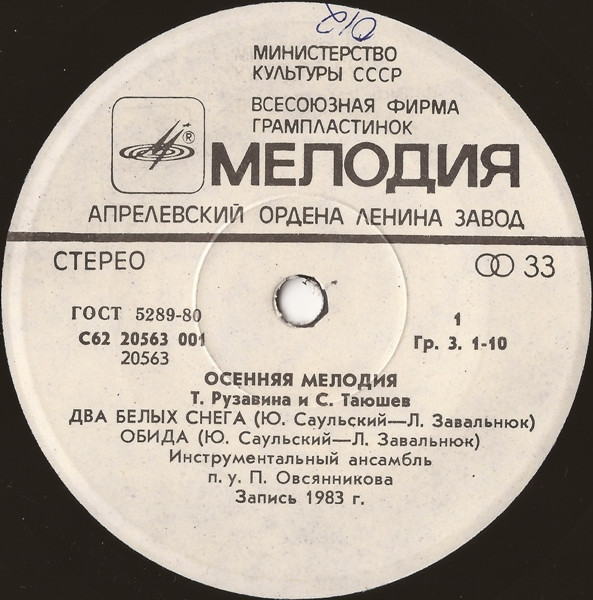 МИНИСТЕРСТВО
КУЛЬТУРЫ СССР
ВСЕСОЮЗНАЯ ФИРМА
ГРАМПЛАСТИНОК
®
МЕЛОДИЯ
АПРЕЛЕВСКИЙ ОРДЕНА ЛЕНИНА ЗАВОД
СТЕРЕО
33
ГОСТ 5289-80
С62 20563 001
20563
1
Гр. 3. 1-10
ОСЕННЯЯ МЕЛОДИЯ
Т. Рузавина и С. Таюшев
ДВА БЕЛЫХ СНЕГА (Ю. Саульский—Л. Завальнюк)
ОБИДА (Ю. Саульский—Л. Завальнюк)
Инструментальный ансамбль
п. у. П. Овсянникова
Запись 1983 г.